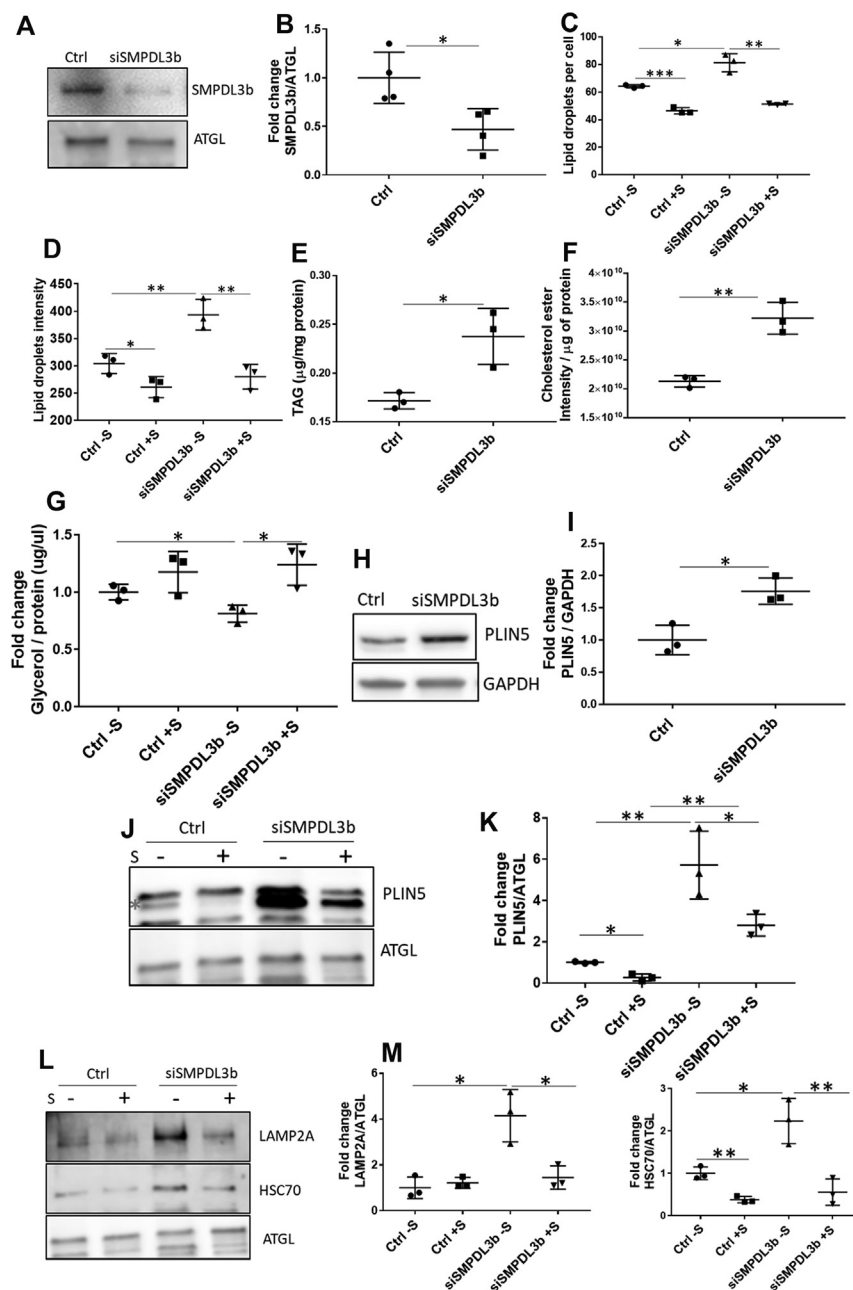 A
Ctrl siSMPDL3b
SMPDL3b
ATGL
B
Fold change
SMPDL3b/ATGL
1.5
1.0
0.5
0.0
*
Ctrl
siSMPDL3b
C
Lipid droplets per cell
100
80
60
40
20
0
* **
***
Ctrl -S
Ctrl +S
siSMPDL3b -S
siSMPDL3b +S
D
Lipid droplets intensity
450
400
350
300
250
200
** **
*
Ctrl -S
Ctrl +S
siSMPDL3b -S
siSMPDL3b +S
E
TAG (µg/mg protein)
0.30
0.25
0.20
0.15
*
Ctrl
siSMPDL3b
F
Cholesterol ester
Intensity / µg of protein
4×10¹⁰
3×10¹⁰
3×10¹⁰
2×10¹⁰
2×10¹⁰
**
Ctrl
siSMPDL3b
G
Fold change
Glycerol / protein (ug/ul)
1.5
1.0
0.5
0.0
* *
Ctrl -S
Ctrl +S
siSMPDL3b -S
siSMPDL3b +S
H
Ctrl siSMPDL3b
PLIN5
GAPDH
I
Fold change
PLIN5 / GAPDH
2.5
2.0
1.5
1.0
0.5
0.0
*
Ctrl
siSMPDL3b
J
Ctrl siSMPDL3b
S - + - +
*
PLIN5
ATGL
K
Fold change
PLIN5/ATGL
8
6
4
2
0
**
** *
*
Ctrl -S
Ctrl +S
siSMPDL3b -S
siSMPDL3b +S
L
Ctrl siSMPDL3b
S - + - +
LAMP2A
HSC70
ATGL
M
Fold change
LAMP2A/ATGL
6
4
2
0
* *
Ctrl -S
Ctrl +S
siSMPDL3b -S
siSMPDL3b +S
Fold change
HSC70/ATGL
3
2
1
0
* **
**
Ctrl -S
Ctrl +S
siSMPDL3b -S
siSMPDL3b +S